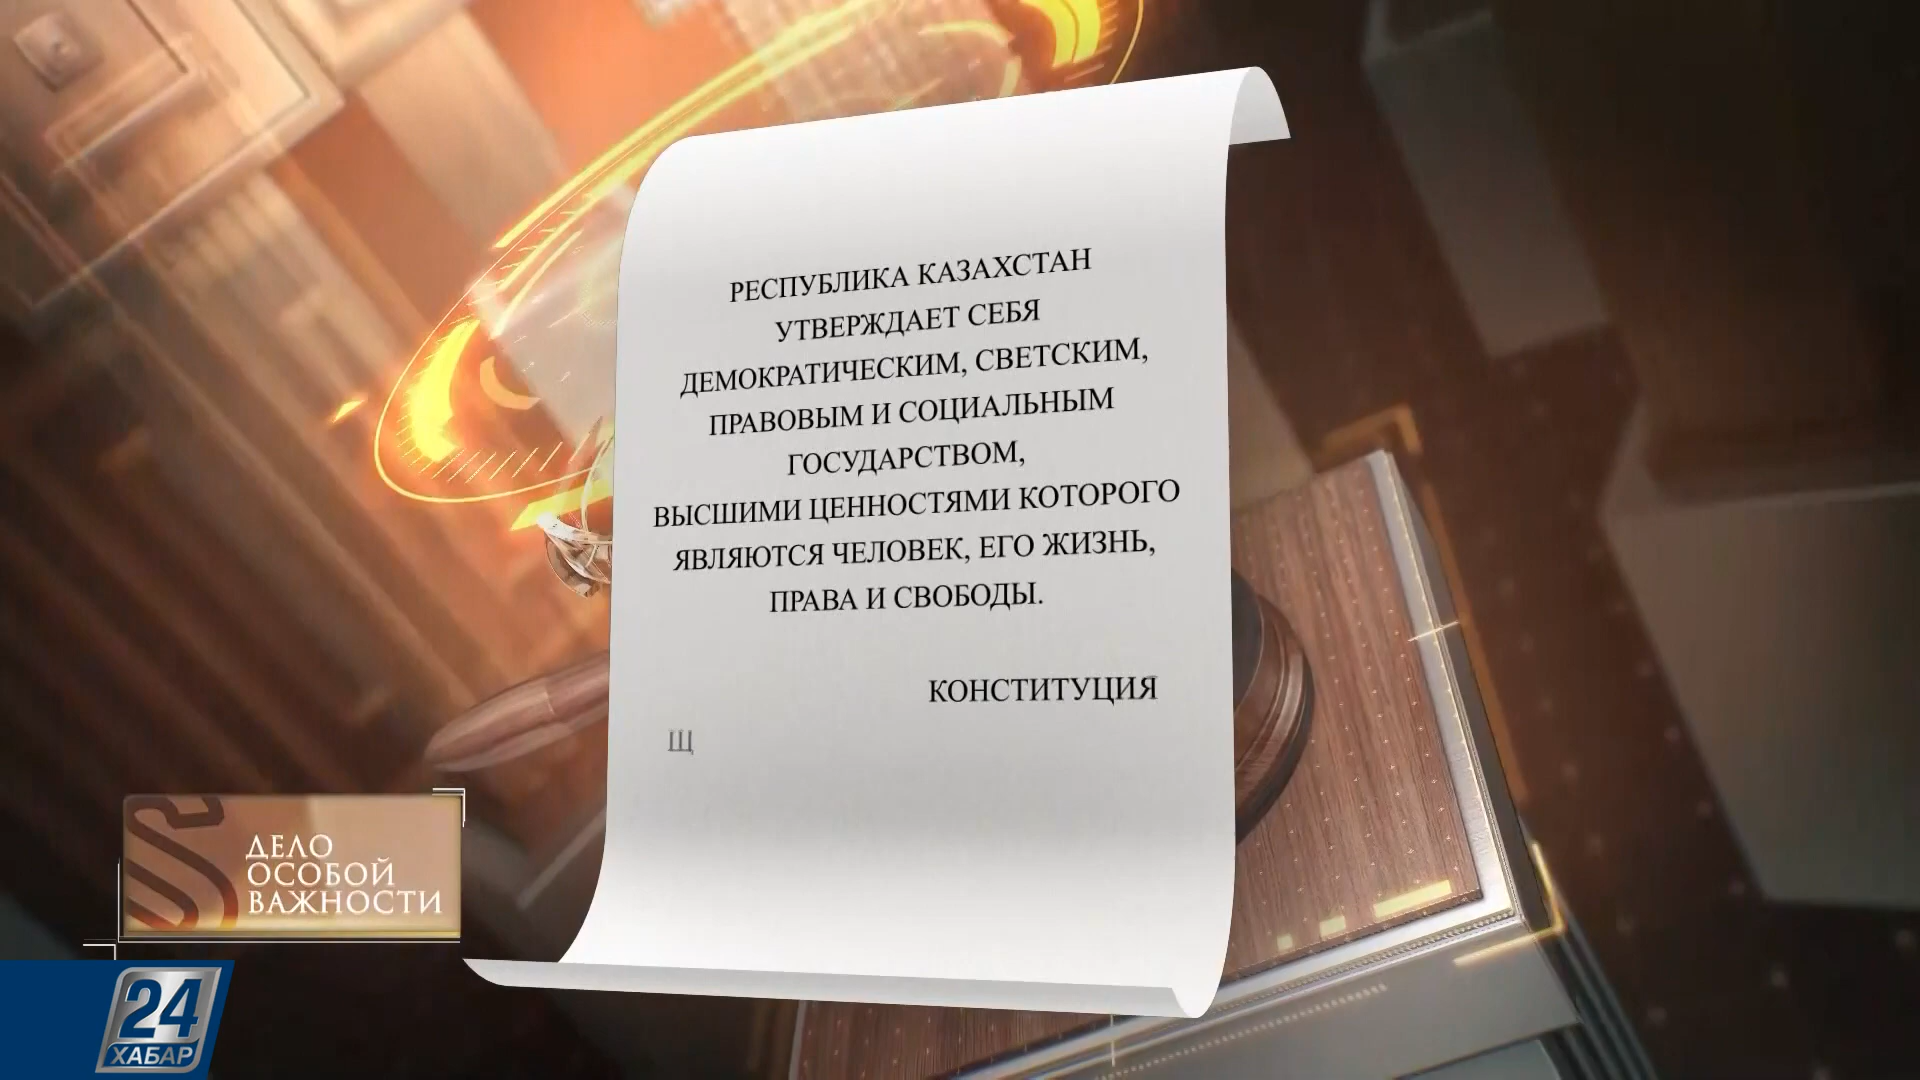 РЕСПУБЛИКА КАЗАХСТАН
УТВЕРЖДАЕТ СЕБЯ
ДЕМОКРАТИЧЕСКИМ, СВЕТСКИМ,
ПРАВОВЫМ И СОЦИАЛЬНЫМ
ГОСУДАРСТВОМ,
ВЫСШИМИ ЦЕННОСТЯМИ КОТОРОГО
ЯВЛЯЮТСЯ ЧЕЛОВЕК, ЕГО ЖИЗНЬ,
ПРАВА И СВОБОДЫ.
КОНСТИТУЦИЯ
Щ
ДЕЛО
ОСОБОЙ
ВАЖНОСТИ
24
ХАБАР